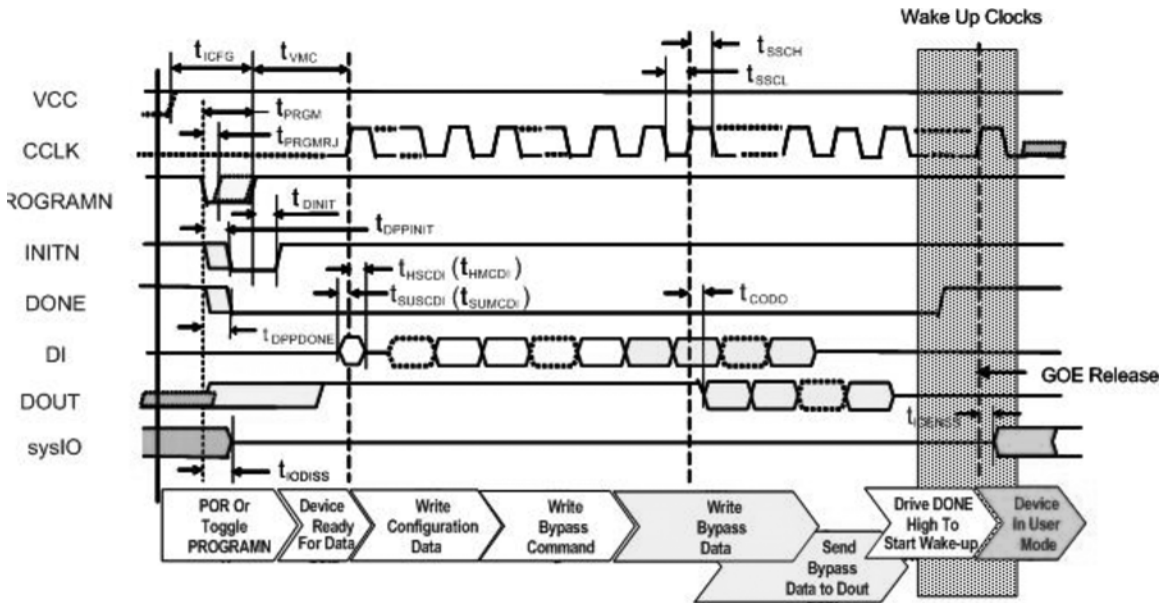 Wake Up Clocks
tICFG
tVMC
tSSCH
tSSCL
VCC
tPRGM
tPRGMRJ
CCLK
ROGRAMN
tDINIT
tDPPINIT
INITN
tHSCDI (tHMCDI)
tSUSCDI (tSUMCDI)
tCODO
DONE
tDPPDONE
DI
GOE Release
DOUT
tIOENSS
sysIO
tIODISS
POR Or
Toggle
PROGRAMN
Device
Ready
For Data
Write
Configuration
Data
Write
Bypass
Command
Write
Bypass
Data
Send
Bypass
Data to Dout
Drive DONE
High To
Start Wake-up
Device
In User
Mode